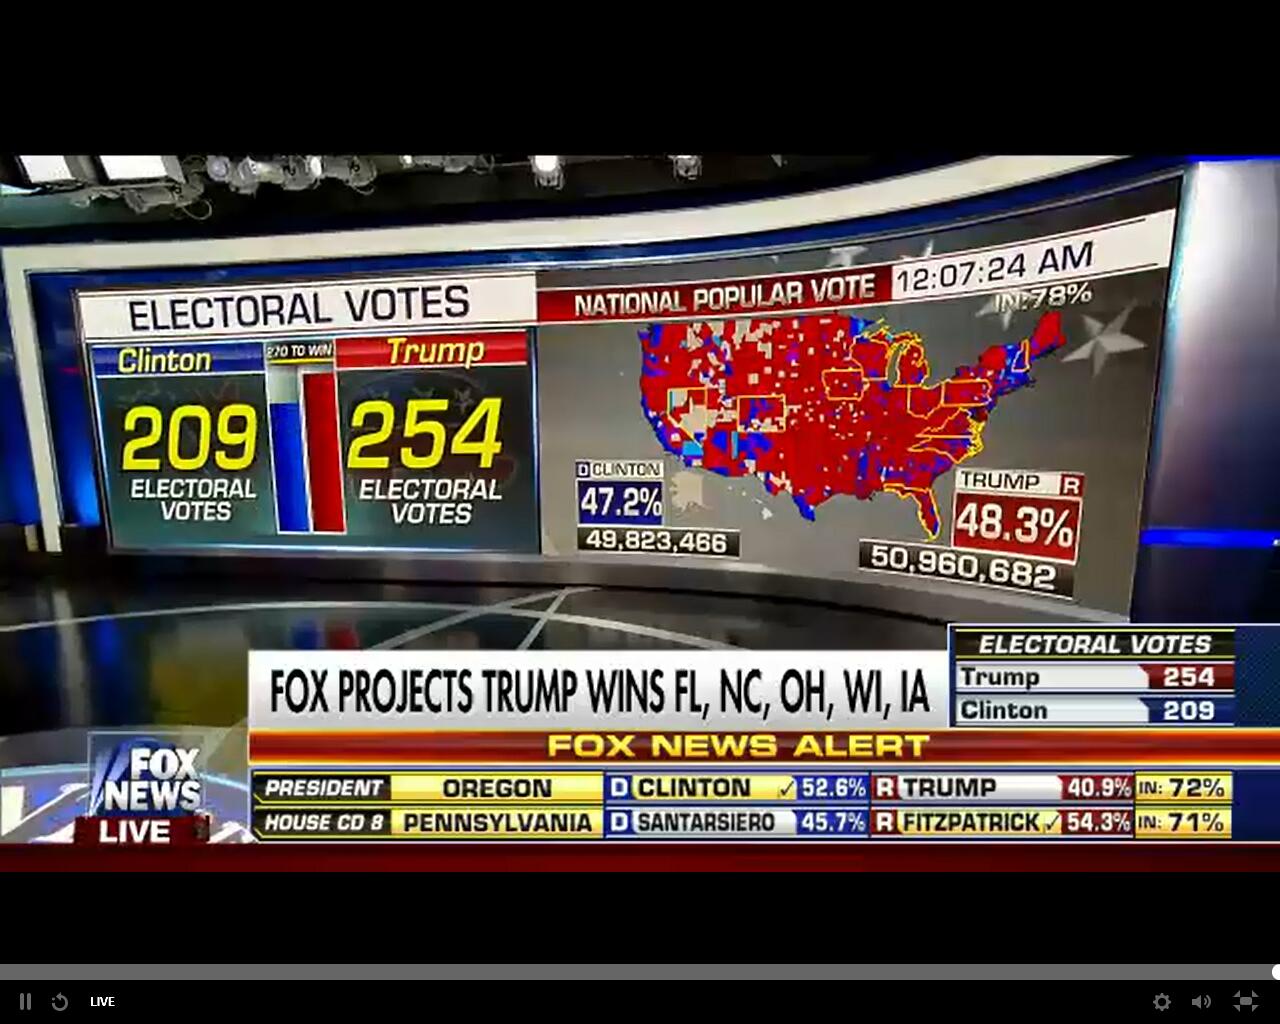 ELECTORAL VOTES
Clinton
270 TO WIN
Trump
209
ELECTORAL
VOTES
254
ELECTORAL
VOTES
NATIONAL POPULAR VOTE
12:07:24 AM
IN:78%
D CLINTON
47.2%
49,823,466
TRUMP R
48.3%
50,960,682
FOX PROJECTS TRUMP WINS FL, NC, OH, WI, IA
ELECTORAL VOTES
Trump 254
Clinton 209
FOX NEWS ALERT
FOX
NEWS
LIVE
PRESIDENT OREGON D CLINTON ✓ 52.6% R TRUMP 40.9% IN: 72%
HOUSE CD 8 PENNSYLVANIA D SANTARSIERO 45.7% R FITZPATRICK ✓ 54.3% IN: 71%
LIVE